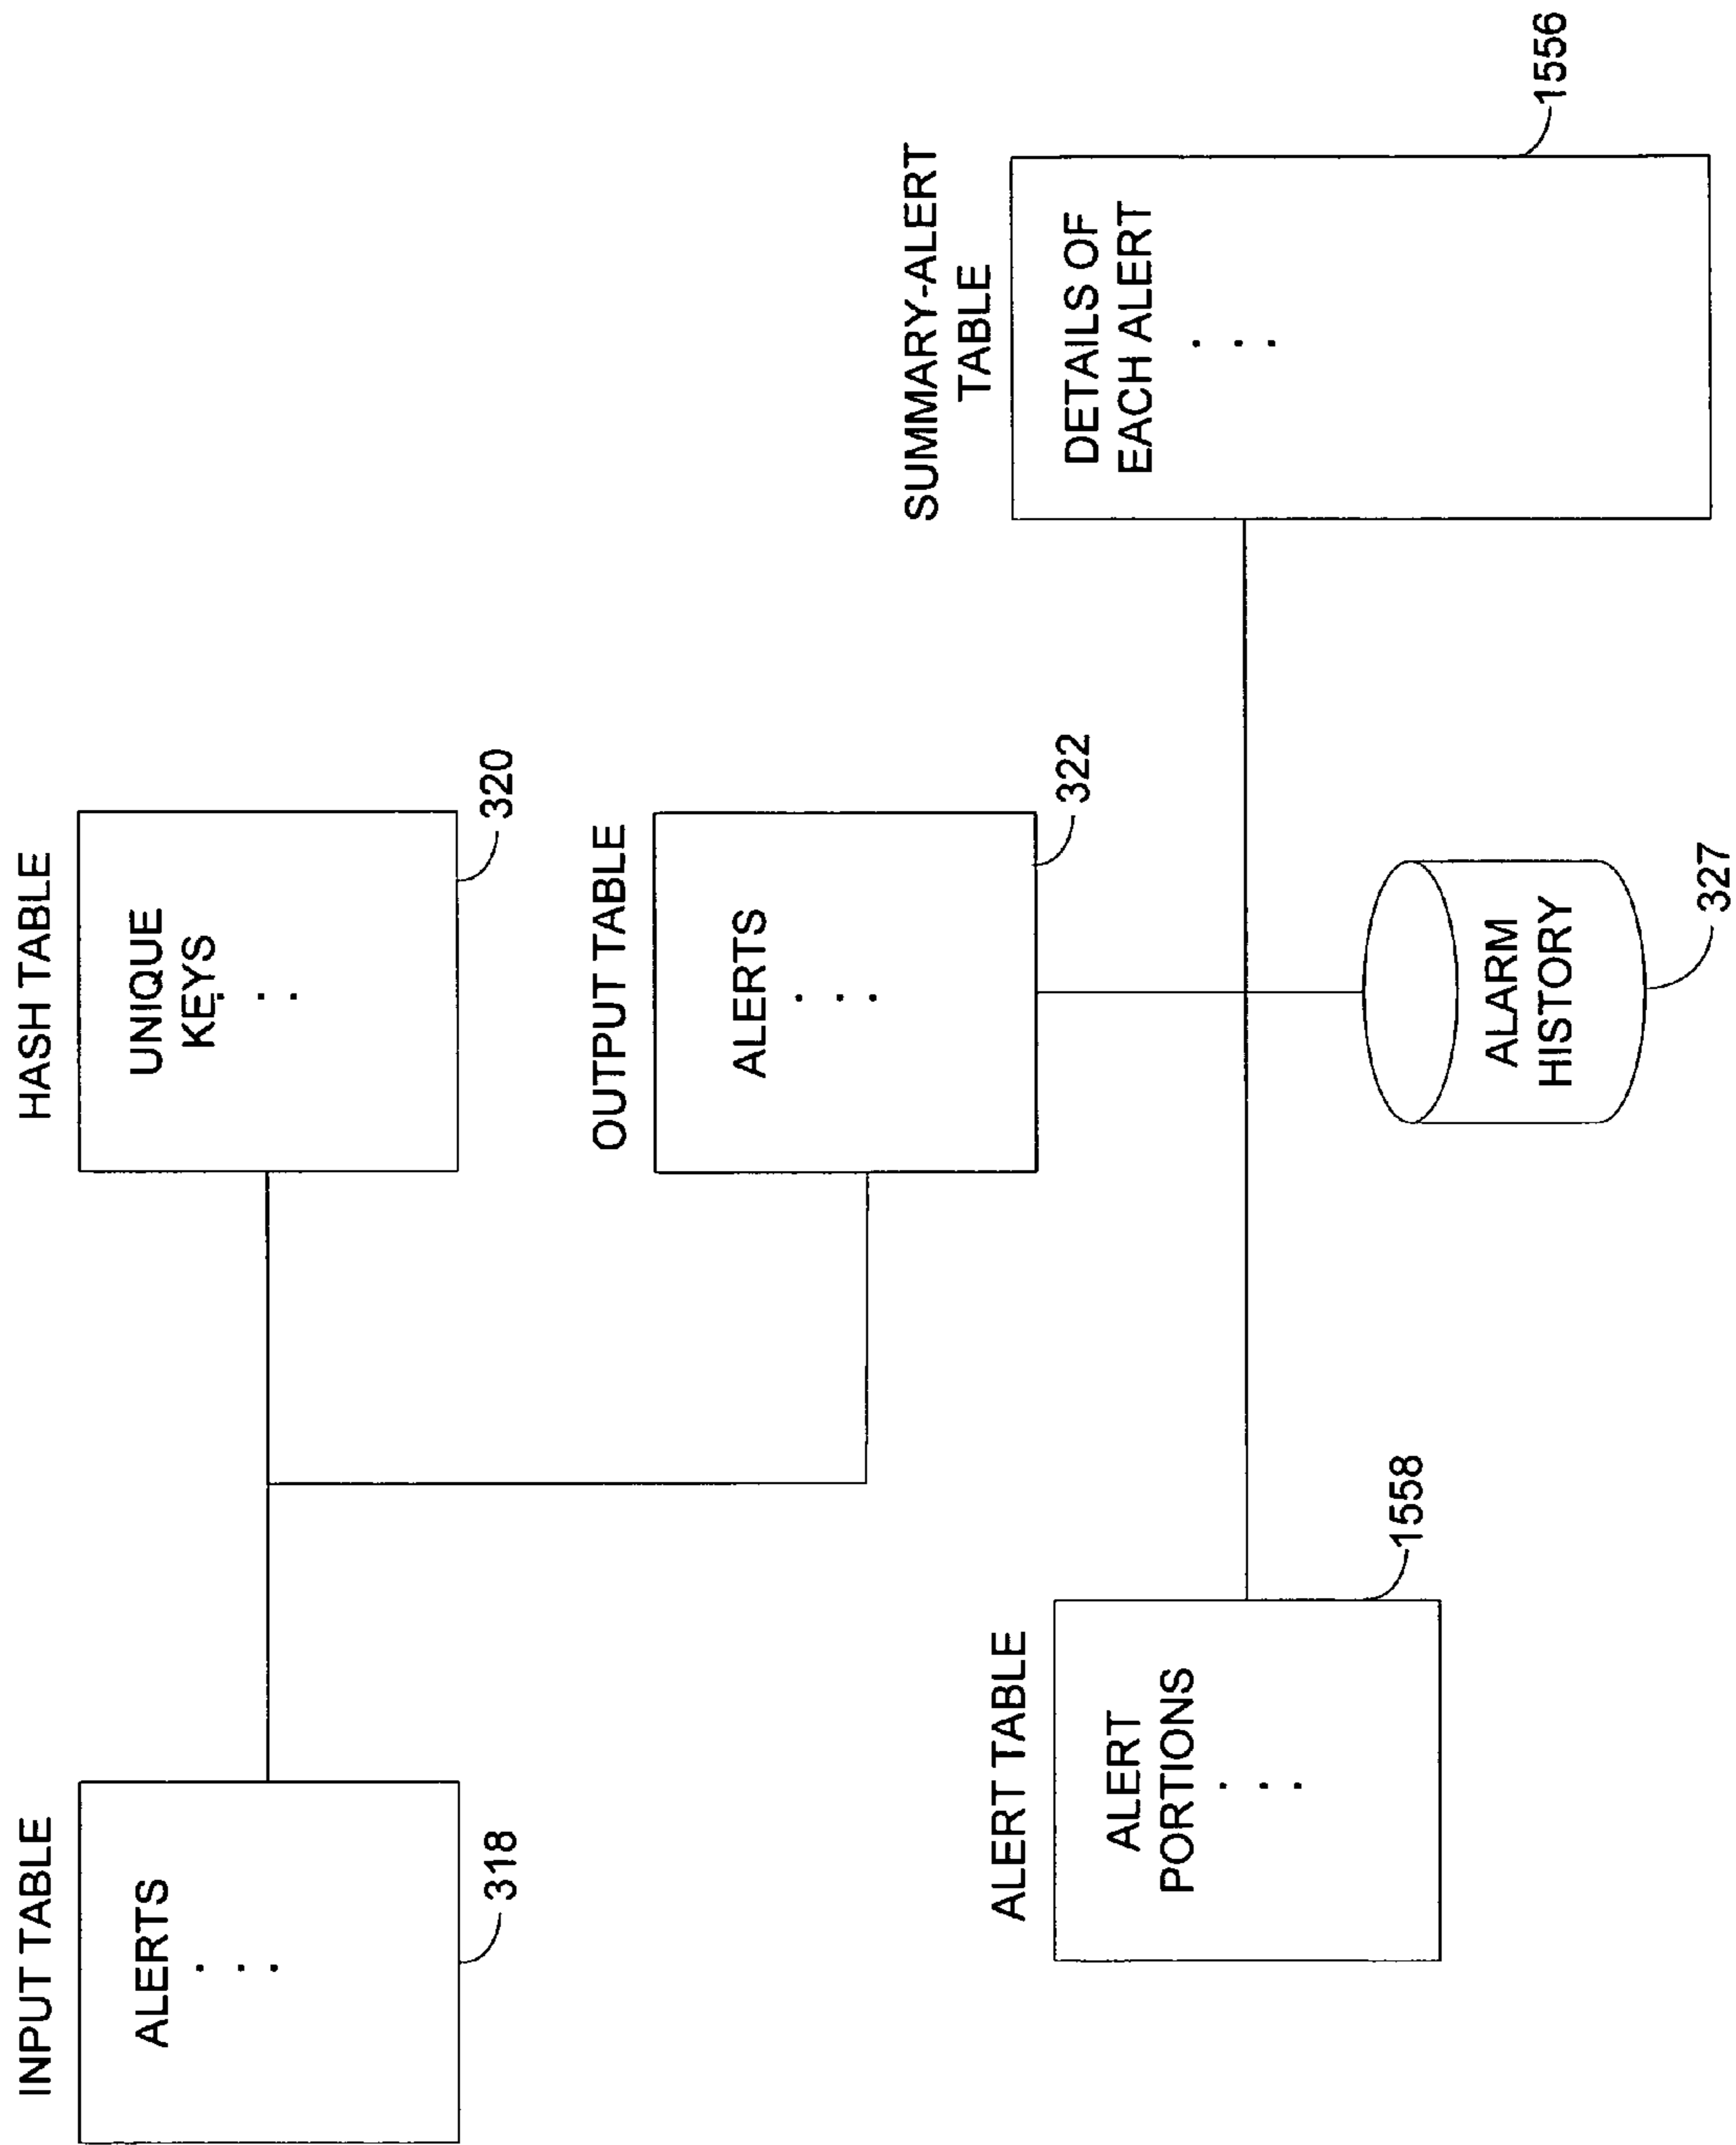 INPUT TABLE
ALERTS
318
HASH TABLE
UNIQUE
KEYS
320
OUTPUT TABLE
ALERTS
322
ALERT TABLE
ALERT
PORTIONS
1558
ALARM
HISTORY
327
SUMMARY-ALERT
TABLE
DETAILS OF
EACH ALERT
1556